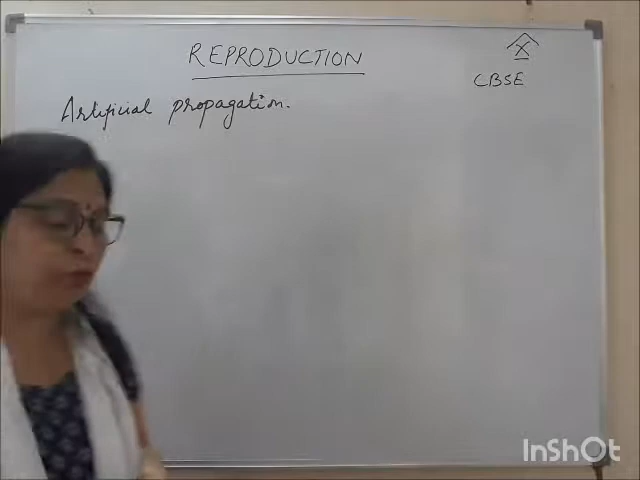 REPRODUCTION
X
CBSE
Artificial propagation.
InShOt